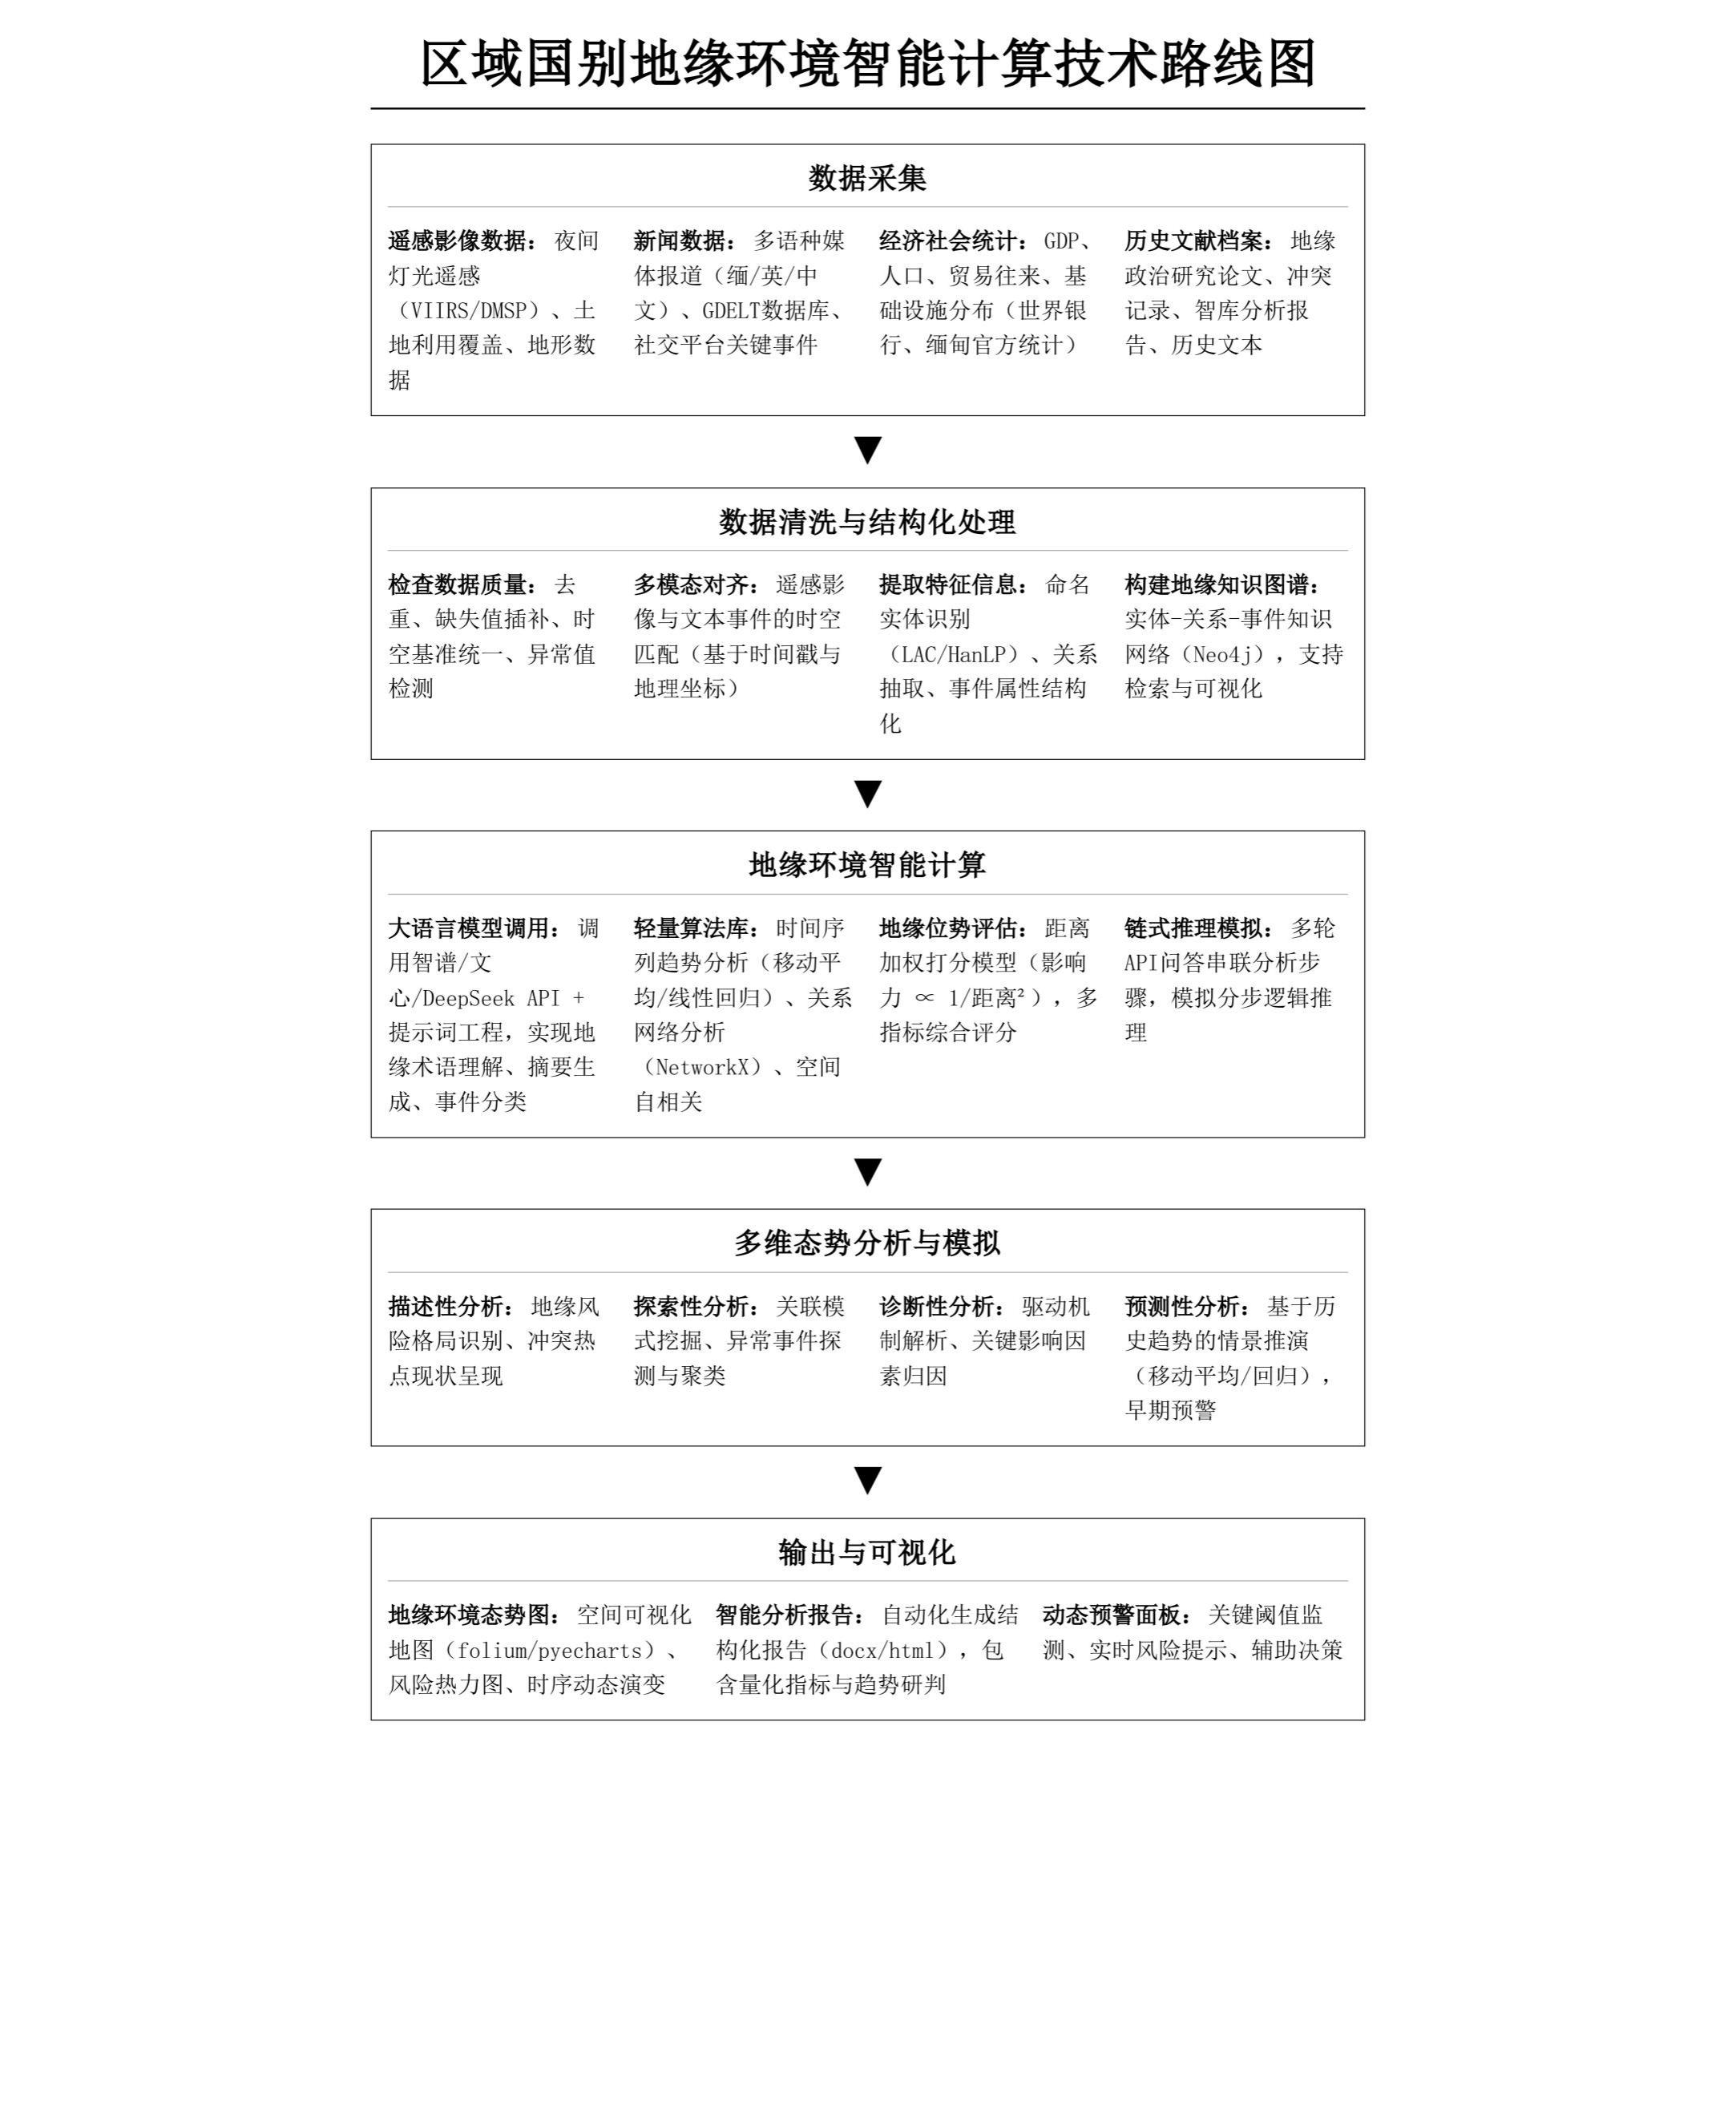 区域国别地缘环境智能计算技术路线图
数据采集
遥感影像数据： 夜间
灯光遥感
（VIIRS/DMSP）、土
地利用覆盖、地形数
据
新闻数据： 多语种媒
体报道（缅/英/中
文）、GDELT数据库、
社交平台关键事件
经济社会统计： GDP、
人口、贸易往来、基
础设施分布（世界银
行、缅甸官方统计）
历史文献档案： 地缘
政治研究论文、冲突
记录、智库分析报
告、历史文本
▼
数据清洗与结构化处理
检查数据质量： 去
重、缺失值插补、时
空基准统一、异常值
检测
多模态对齐： 遥感影
像与文本事件的时空
匹配（基于时间戳与
地理坐标）
提取特征信息： 命名
实体识别
（LAC/HanLP）、关系
抽取、事件属性结构
化
构建地缘知识图谱：
实体-关系-事件知识
网络（Neo4j），支持
检索与可视化
▼
地缘环境智能计算
大语言模型调用： 调
用智谱/文
心/DeepSeek API +
提示词工程，实现地
缘术语理解、摘要生
成、事件分类
轻量算法库： 时间序
列趋势分析（移动平
均/线性回归）、关系
网络分析
（NetworkX）、空间
自相关
地缘位势评估： 距离
加权打分模型（影响
力 ∝ 1/距离²），多
指标综合评分
链式推理模拟： 多轮
API问答串联分析步
骤，模拟分步逻辑推
理
▼
多维态势分析与模拟
描述性分析： 地缘风
险格局识别、冲突热
点现状呈现
探索性分析： 关联模
式挖掘、异常事件探
测与聚类
诊断性分析： 驱动机
制解析、关键影响因
素归因
预测性分析： 基于历
史趋势的情景推演
（移动平均/回归），
早期预警
▼
输出与可视化
地缘环境态势图： 空间可视化
地图（folium/pyecharts）、
风险热力图、时序动态演变
智能分析报告： 自动化生成结
构化报告（docx/html），包
含量化指标与趋势研判
动态预警面板： 关键阈值监
测、实时风险提示、辅助决策